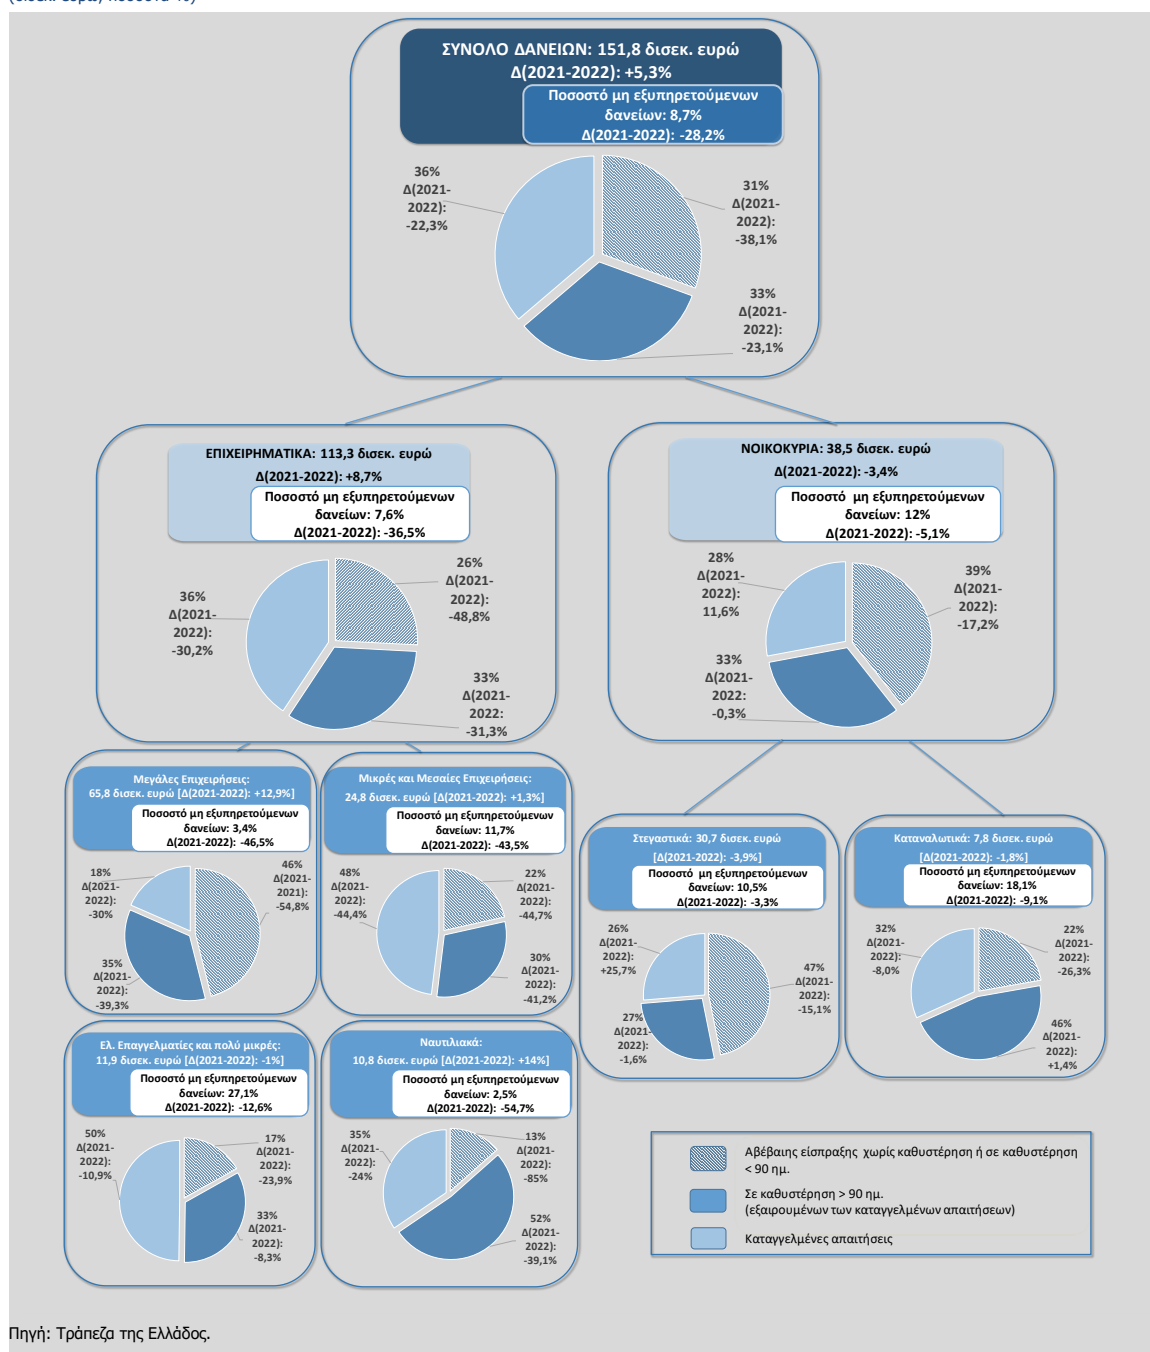 ΣΥΝΟΛΟ ΔΑΝΕΙΩΝ: 151,8 δισεκ. ευρώ
Δ(2021-2022): +5,3%
Ποσοστό μη εξυπηρετούμενων
δανείων: 8,7%
Δ(2021-2022): -28,2%
36%
Δ(2021-
2022):
-22,3%
31%
Δ(2021-
2022):
-38,1%
33%
Δ(2021-
2022):
-23,1%
ΕΠΙΧΕΙΡΗΜΑΤΙΚΑ: 113,3 δισεκ. ευρώ
Δ(2021-2022): +8,7%
Ποσοστό μη εξυπηρετούμενων
δανείων: 7,6%
Δ(2021-2022): -36,5%
36%
Δ(2021-
2022):
-30,2%
26%
Δ(2021-
2022):
-48,8%
33%
Δ(2021-
2022:
-31,3%
ΝΟΙΚΟΚΥΡΙΑ: 38,5 δισεκ. ευρώ
Δ(2021-2022): -3,4%
Ποσοστό μη εξυπηρετούμενων
δανείων: 12%
Δ(2021-2022): -5,1%
28%
Δ(2021-
2022):
11,6%
39%
Δ(2021-
2022):
-17,2%
33%
Δ(2021-
2022:
-0,3%
Μεγάλες Επιχειρήσεις:
65,8 δισεκ. ευρώ [Δ(2021-2022): +12,9%]
Ποσοστό μη εξυπηρετούμενων
δανείων: 3,4%
Δ(2021-2022): -46,5%
18%
Δ(2021-
2022):
-30%
46%
Δ(2021-
2021):
-54,8%
35%
Δ(2021-
2022):
-39,3%
Μικρές και Μεσαίες Επιχειρήσεις:
24,8 δισεκ. ευρώ [Δ(2021-2022): +1,3%]
Ποσοστό μη εξυπηρετούμενων
δανείων: 11,7%
Δ(2021-2022): -43,5%
48%
Δ(2021-
2022):
-44,4%
22%
Δ(2021-
2022):
-44,7%
30%
Δ(2021-
2022):
-41,2%
Στεγαστικά: 30,7 δισεκ. ευρώ
[Δ(2021-2022): -3,9%]
Ποσοστό μη εξυπηρετούμενων
δανείων: 10,5%
Δ(2021-2022): -3,3%
26%
Δ(2021-
2022):
+25,7%
47%
Δ(2021-
2022):
-15,1%
27%
Δ(2021-
2022):
-1,6%
Καταναλωτικά: 7,8 δισεκ. ευρώ
[Δ(2021-2022): -1,8%]
Ποσοστό μη εξυπηρετούμενων
δανείων: 18,1%
Δ(2021-2022): -9,1%
32%
Δ(2021-
2022):
-8,0%
22%
Δ(2021-
2022):
-26,3%
46%
Δ(2021-
2022):
+1,4%
Ελ. Επαγγελματίες και πολύ μικρές:
11,9 δισεκ. ευρώ [Δ(2021-2022): -1%]
Ποσοστό μη εξυπηρετούμενων
δανείων: 27,1%
Δ(2021-2022): -12,6%
50%
Δ(2021-
2022):
-10,9%
17%
Δ(2021-
2022):
-23,9%
33%
Δ(2021-
2022):
-8,3%
Ναυτιλιακά:
10,8 δισεκ. ευρώ [Δ(2021-2022): +14%]
Ποσοστό μη εξυπηρετούμενων
δανείων: 2,5%
Δ(2021-2022): -54,7%
35%
Δ(2021-
2022):
-24%
13%
Δ(2021-
2022):
-85%
52%
Δ(2021-
2022):
-39,1%
Αβέβαιης είσπραξης χωρίς καθυστέρηση ή σε καθυστέρηση
< 90 ημ.
Σε καθυστέρηση > 90 ημ.
(εξαιρουμένων των καταγγελμένων απαιτήσεων)
Καταγγελμένες απαιτήσεις
Πηγή: Τράπεζα της Ελλάδος.